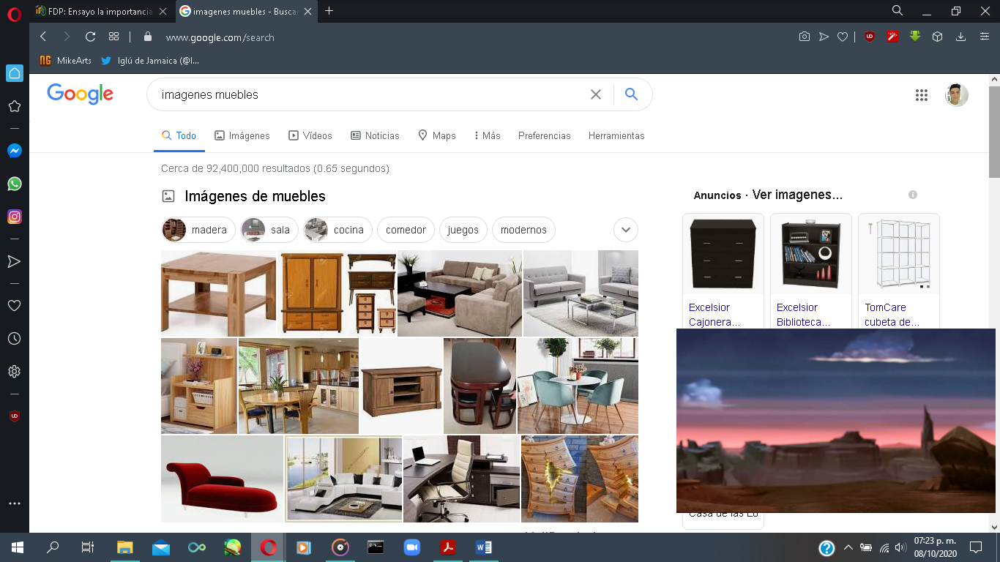 FDP: Ensayo la importancia
imagenes muebles - Busca
www.google.com/search
NG MikeArts
Iglú de Jamaica (@I...
Google
imagenes muebles
Todo
Imágenes
Vídeos
Noticias
Maps
Más
Preferencias
Herramientas
Cerca de 92,400,000 resultados (0.65 segundos)
Imágenes de muebles
Anuncios · Ver imagenes...
madera
sala
cocina
comedor
juegos
modernos
Excelsior
Cajonera...
Excelsior
Biblioteca...
TomCare
cubeta de...
Casa de las Lo
07:23 p. m.
08/10/2020